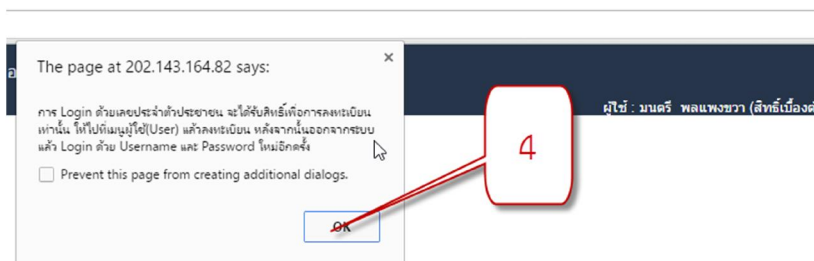 The page at 202.143.164.82 says:
×
ผู้ใช้ : มนตรี พลแพงขวา (สิทธิ์เบื้องต
การ Login ด้วยเลขประจำตัวประชาชน จะได้รับสิทธิ์เพื่อการลงทะเบียน
เท่านั้น ให้ไปที่เมนูผู้ใช้(User) แล้วลงทะเบียน หลังจากนั้นออกจากระบบ
แล้ว Login ด้วย Username และ Password ใหม่อีกครั้ง
4
Prevent this page from creating additional dialogs.
OK